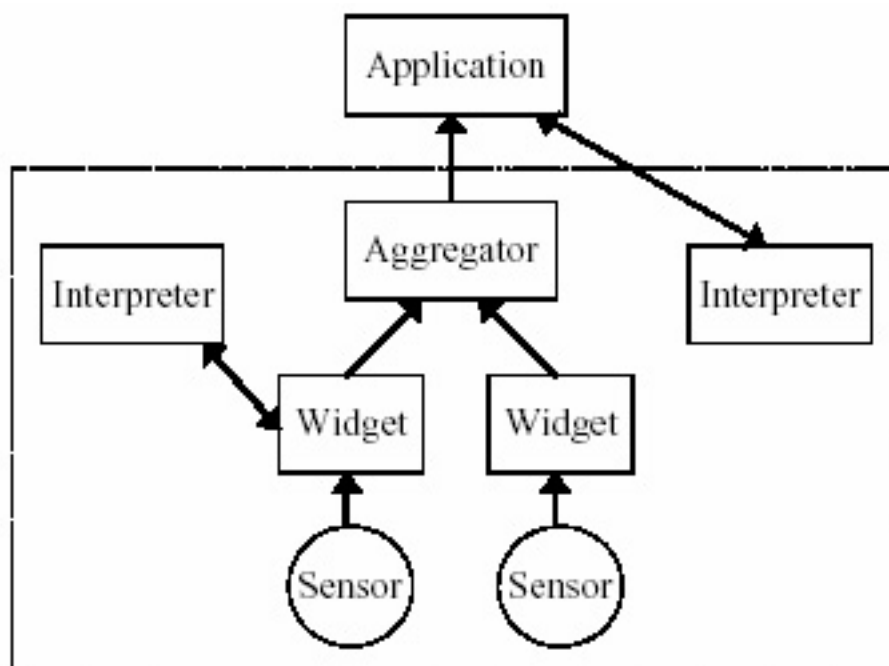 Application
Aggregator
Interpreter
Interpreter
Widget
Widget
Sensor
Sensor